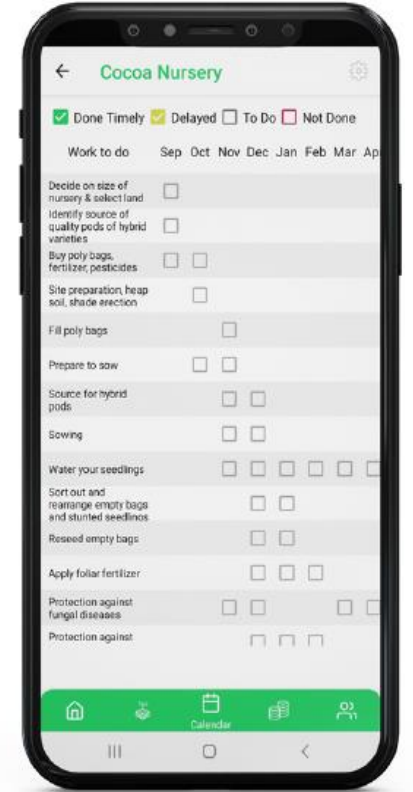 Cocoa Nursery
Done Timely Delayed To Do Not Done
Work to do Sep Oct Nov Dec Jan Feb Mar Ap
Decide on size of
nursery & select land
Identify source of
quality pods of hybrid
varieties
Buy poly bags,
fertilizer, pesticides
Site preparation, heap
soil, shade erection
Fill poly bags
Prepare to sow
Source for hybrid
pods
Sowing
Water your seedlings
Sort out and
rearrange empty bags
and stunted seedlings
Reseed empty bags
Apply foliar fertilizer
Protection against
fungal diseases
Protection against
Calendar